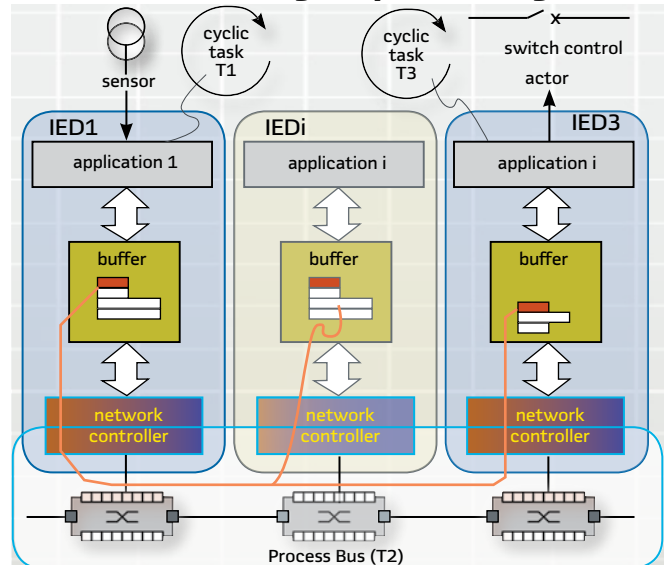 cyclic
task
T1
cyclic
task
T3
switch control
sensor
actor
IED1
IEDi
IED3
application 1
application i
application i
buffer
buffer
buffer
network
controller
network
controller
network
controller
Process Bus (T2)